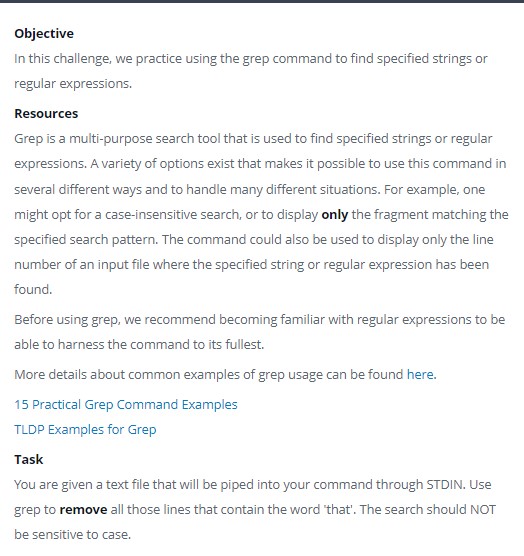 Objective
In this challenge, we practice using the grep command to find specified strings or
regular expressions.
Resources
Grep is a multi-purpose search tool that is used to find specified strings or regular
expressions. A variety of options exist that makes it possible to use this command in
several different ways and to handle many different situations. For example, one
might opt for a case-insensitive search, or to display only the fragment matching the
specified search pattern. The command could also be used to display only the line
number of an input file where the specified string or regular expression has been
found.
Before using grep, we recommend becoming familiar with regular expressions to be
able to harness the command to its fullest.
More details about common examples of grep usage can be found here.
15 Practical Grep Command Examples
TLDP Examples for Grep
Task
You are given a text file that will be piped into your command through STDIN. Use
grep to remove all those lines that contain the word 'that'. The search should NOT
be sensitive to case.